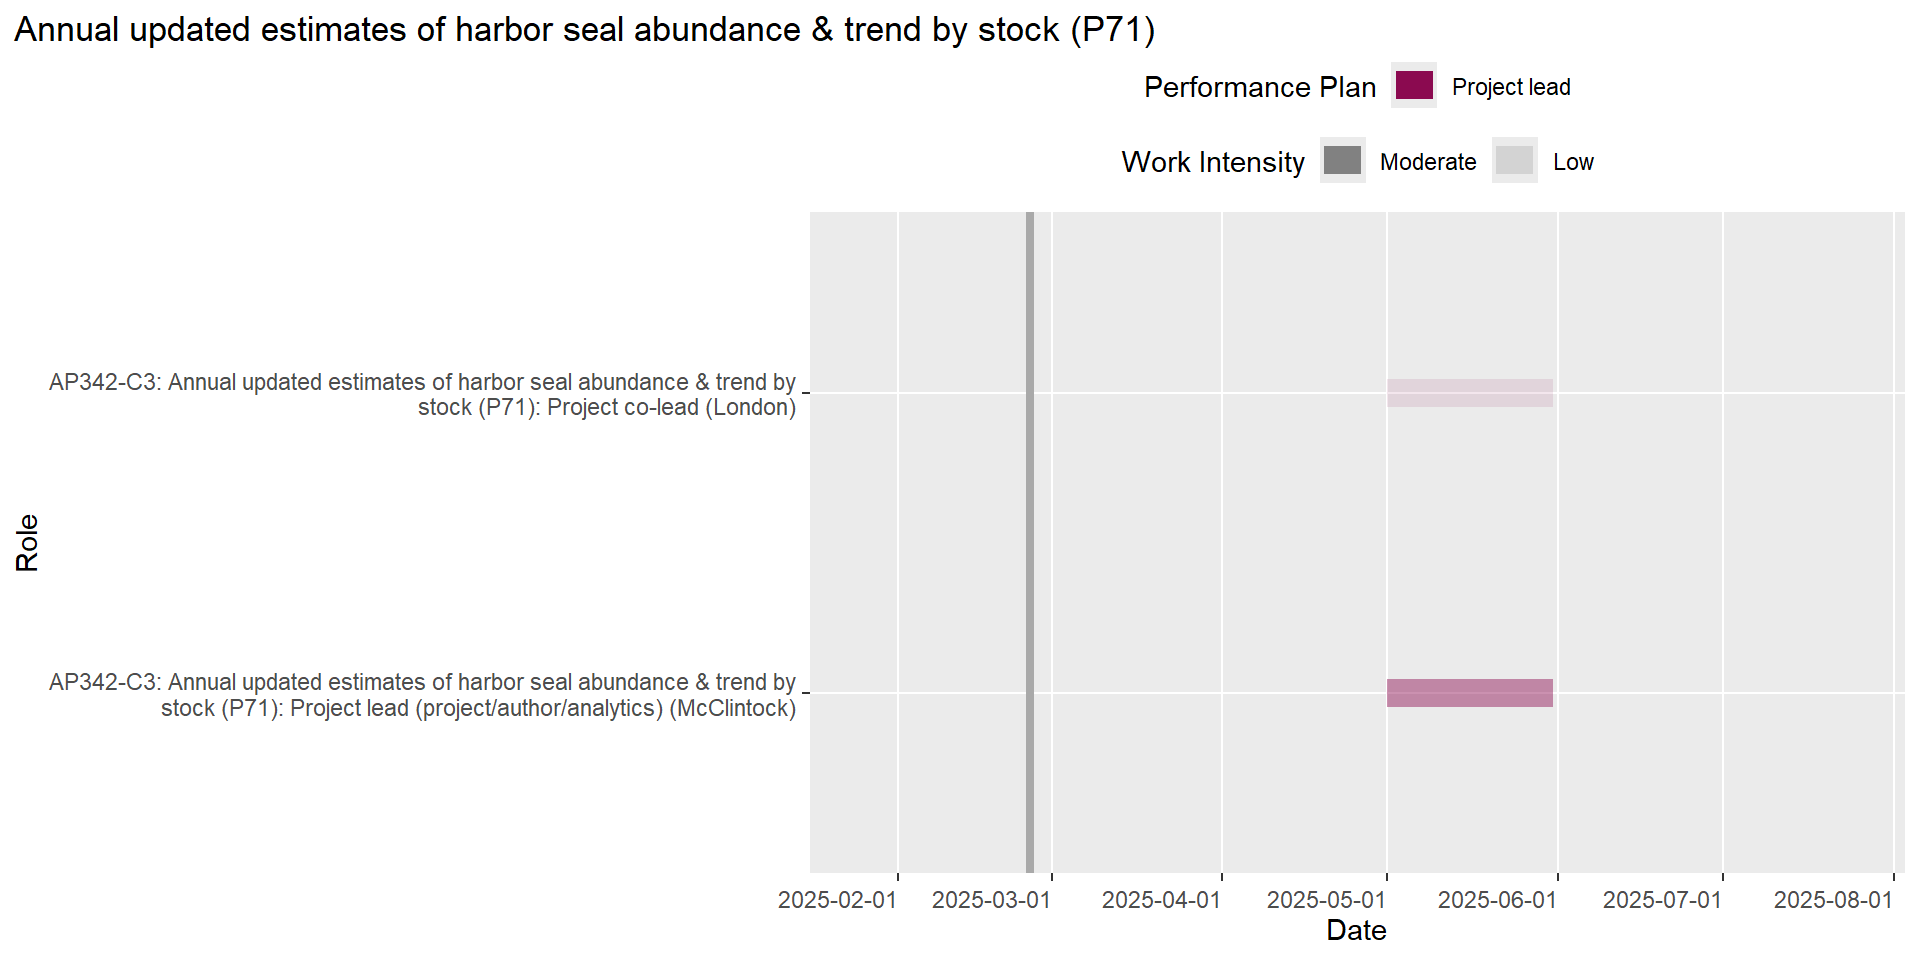 Annual updated estimates of harbor seal abundance & trend by stock (P71)
Performance Plan
Project lead
Work Intensity
Moderate
Low
AP342-C3: Annual updated estimates of harbor seal abundance & trend by
stock (P71): Project co-lead (London)
Role
AP342-C3: Annual updated estimates of harbor seal abundance & trend by
stock (P71): Project lead (project/author/analytics) (McClintock)
2025-02-01
2025-03-01
2025-04-01
2025-05-01
2025-06-01
2025-07-01
2025-08-01
Date